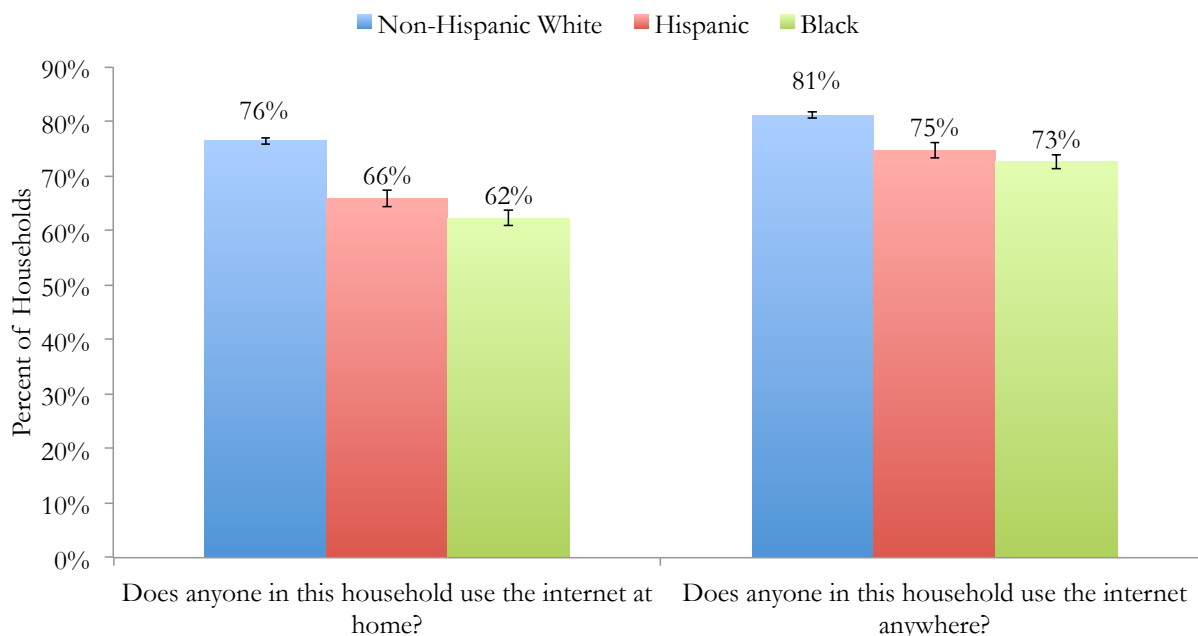 Non-Hispanic White Hispanic Black
90%
80%
70%
60%
50%
40%
30%
20%
10%
0%
Percent of Households
76%
66%
62%
81%
75%
73%
Does anyone in this household use the internet at
home?
Does anyone in this household use the internet
anywhere?